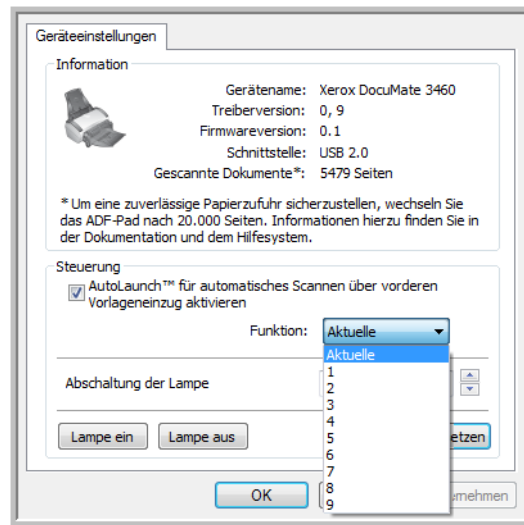 Geräteeinstellungen
Information
Gerätename: Xerox DocuMate 3460
Treiberversion: 0, 9
Firmwareversion: 0.1
Schnittstelle: USB 2.0
Gescannte Dokumente*: 5479 Seiten
* Um eine zuverlässige Papierzufuhr sicherzustellen, wechseln Sie
das ADF-Pad nach 20.000 Seiten. Informationen hierzu finden Sie in
der Dokumentation und dem Hilfesystem.
Steuerung
AutoLaunch™ für automatisches Scannen über vorderen
Vorlageneinzug aktivieren
Funktion: Aktuelle
Aktuelle
1
2
3
4
5
6
7
8
9
Abschaltung der Lampe
Lampe ein Lampe aus etzen
OK ernehmen